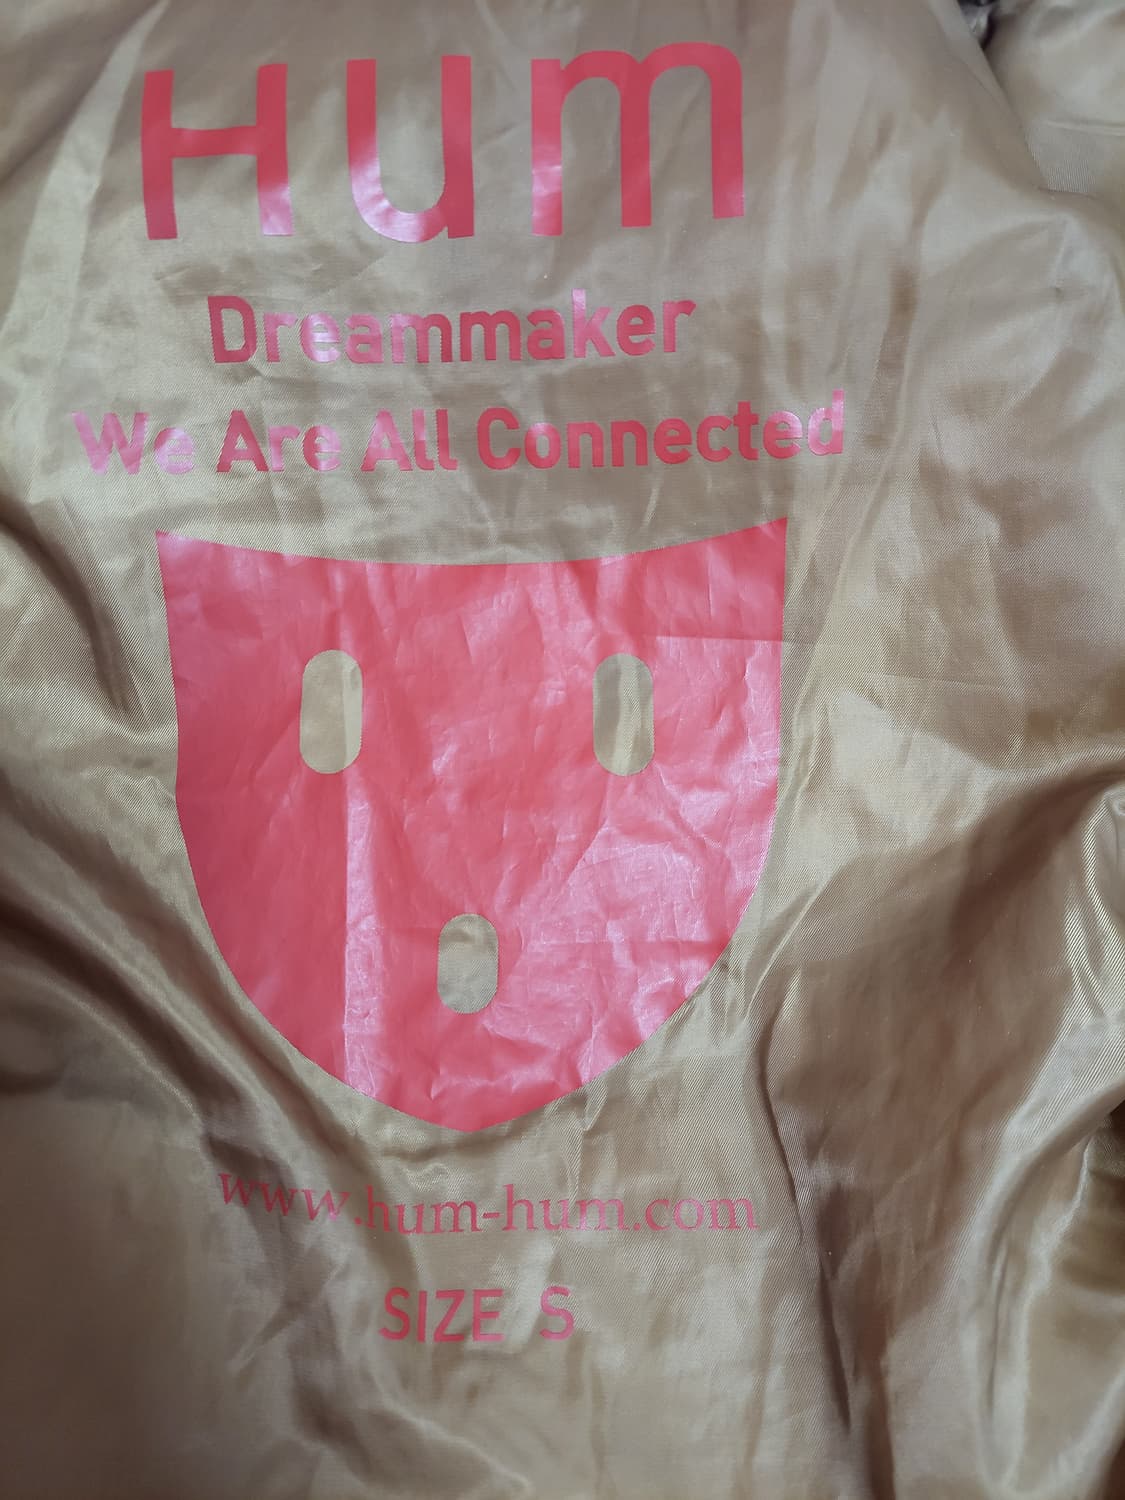 Hum
Dreammaker
We Are All Connected
www.hum-hum.com
SIZE S